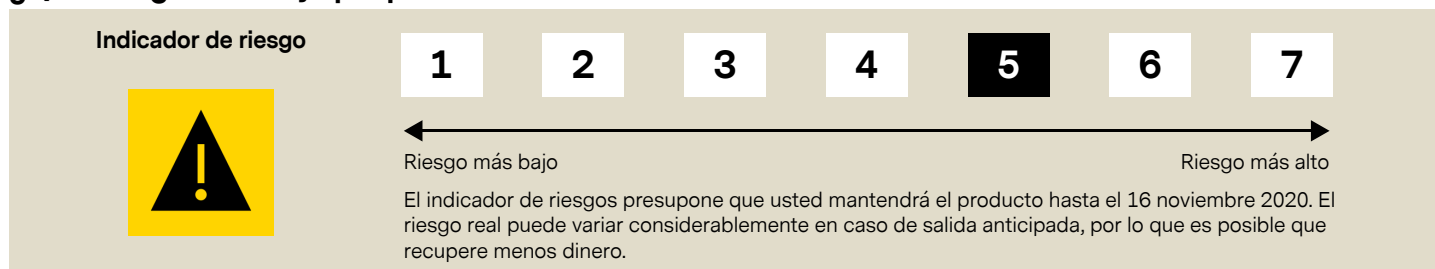 Indicador de riesgo
1 2 3 4 5 6 7
Riesgo más bajo Riesgo más alto
El indicador de riesgos presupone que usted mantendrá el producto hasta el 16 noviembre 2020. El
riesgo real puede variar considerablemente en caso de salida anticipada, por lo que es posible que
recupere menos dinero.